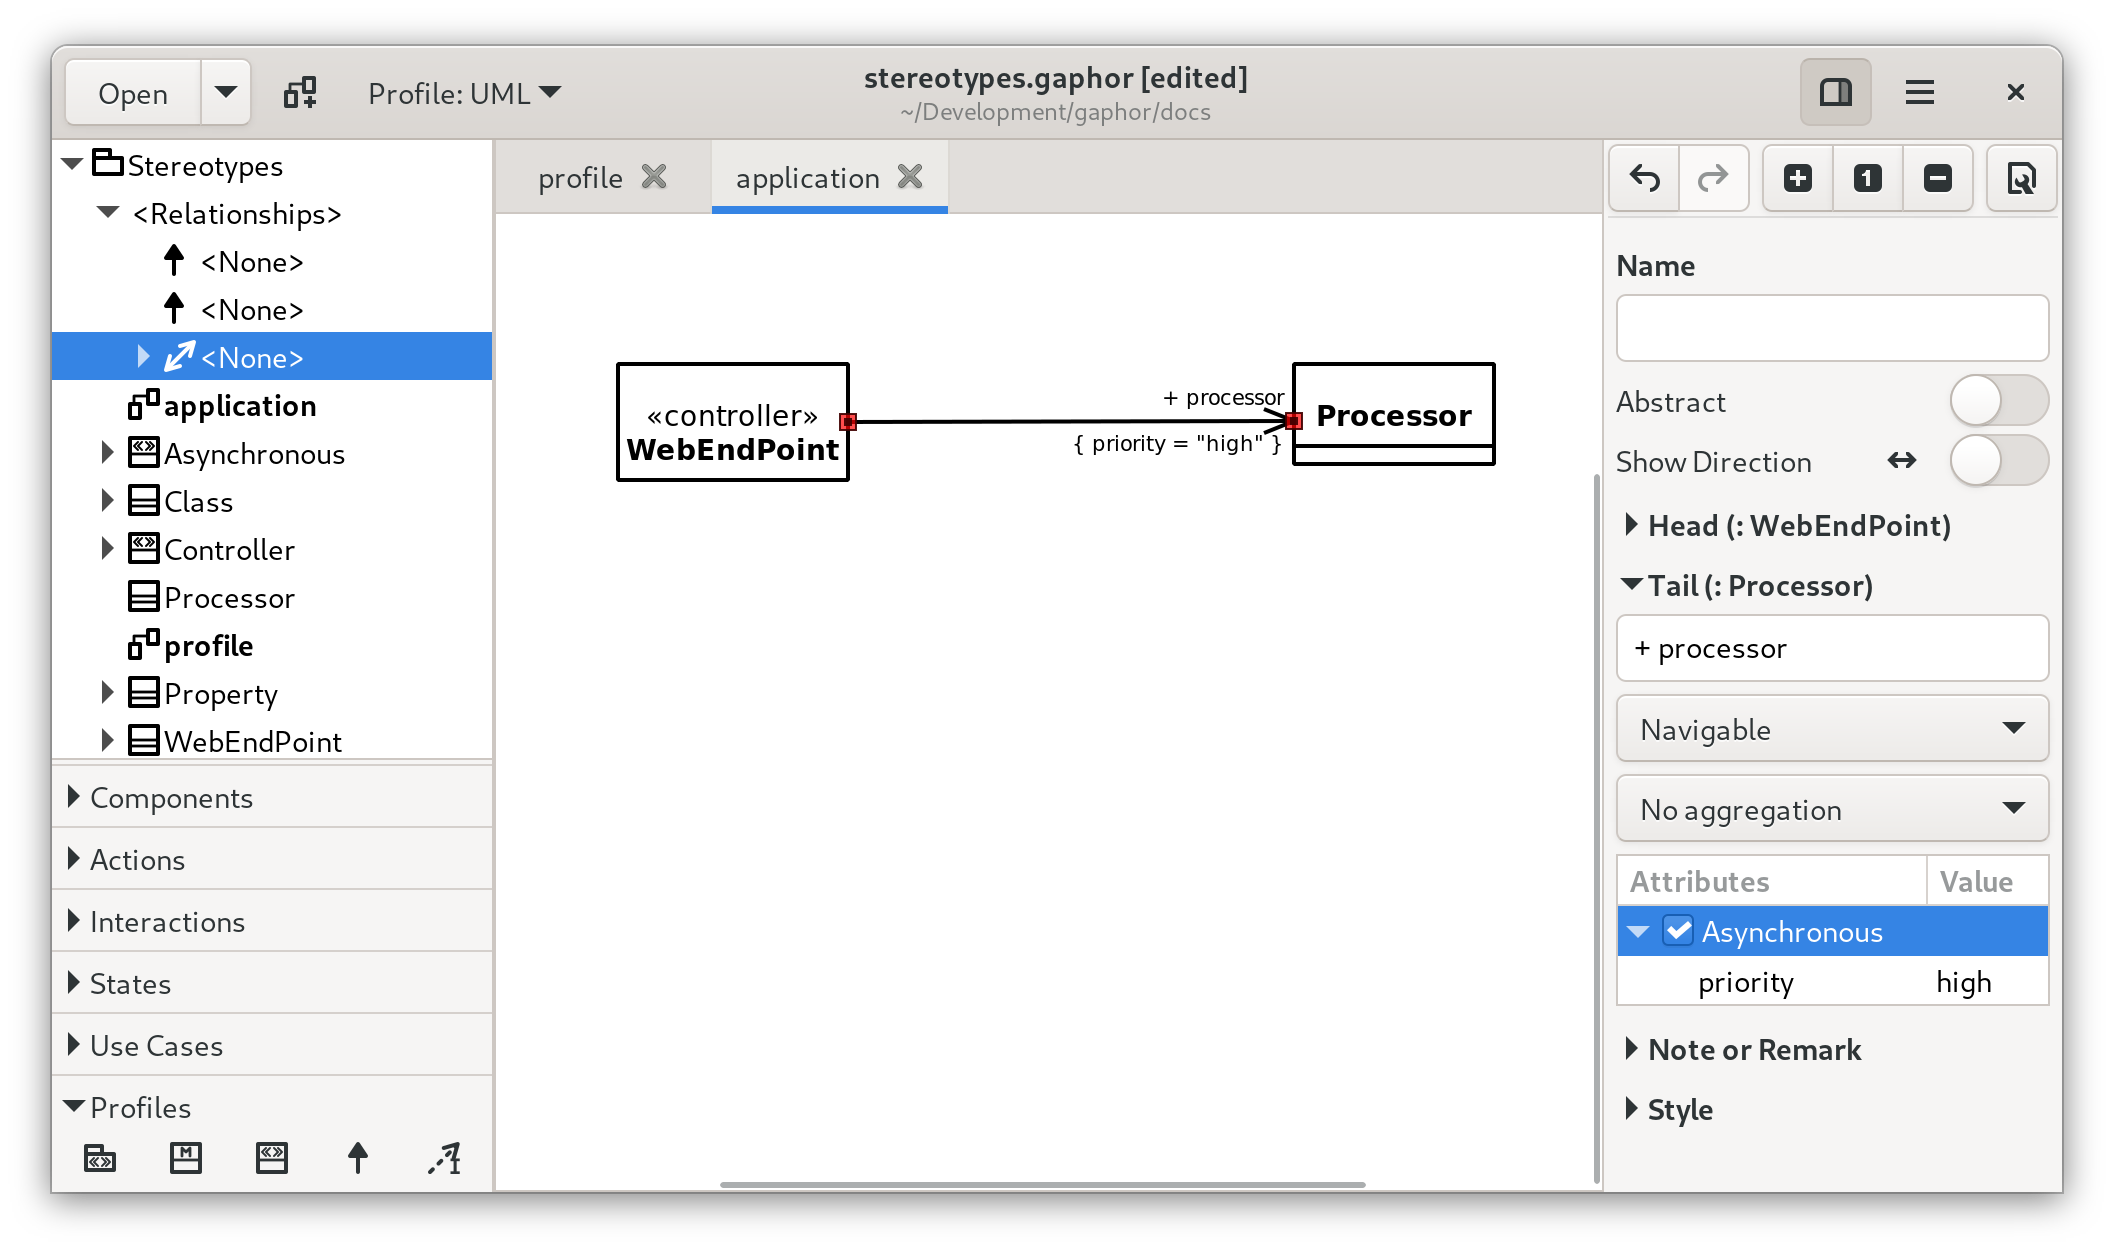 Open
Profile: UML
stereotypes.gaphor [edited]
~/Development/gaphor/docs
Stereotypes
<Relationships>
<None>
<None>
<None>
application
Asynchronous
Class
Controller
Processor
profile
Property
WebEndPoint
Components
Actions
Interactions
States
Use Cases
Profiles
profile
application
«controller»
WebEndPoint
+ processor
{ priority = "high" }
Processor
1
Name
Abstract
Show Direction
Head (: WebEndPoint)
Tail (: Processor)
+ processor
Navigable
No aggregation
Attributes Value
Asynchronous
priority high
Note or Remark
Style